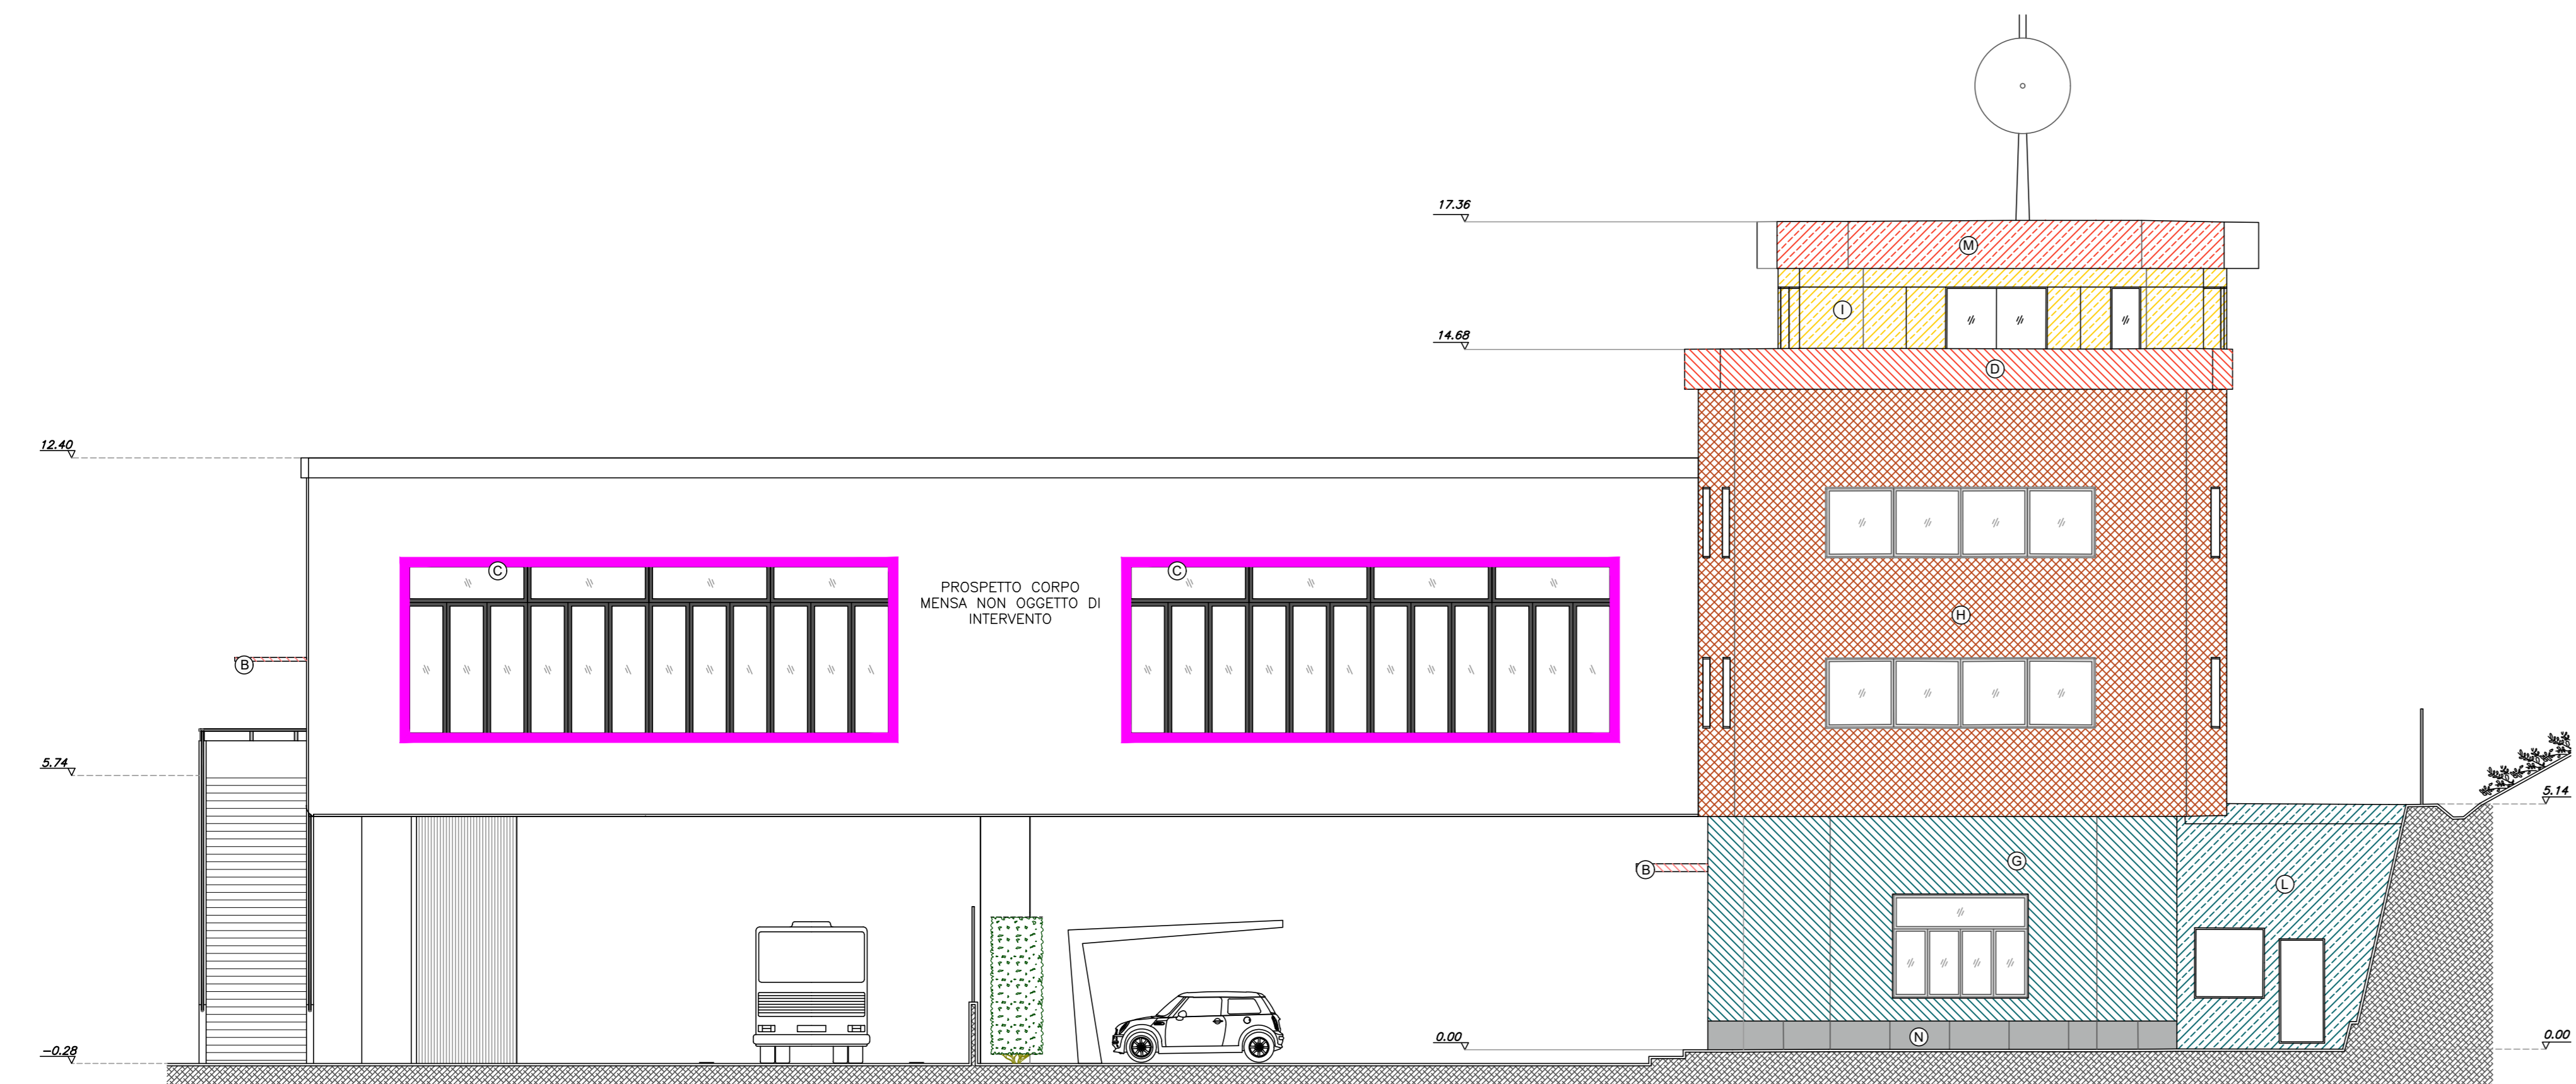 17.36
M
I
14.68
D
12.40
C
C
PROSPETTO CORPO
MENSA NON OGGETTO DI
INTERVENTO
H
B
5.74
5.14
G
B
L
-0.28
0.00
N
0.00